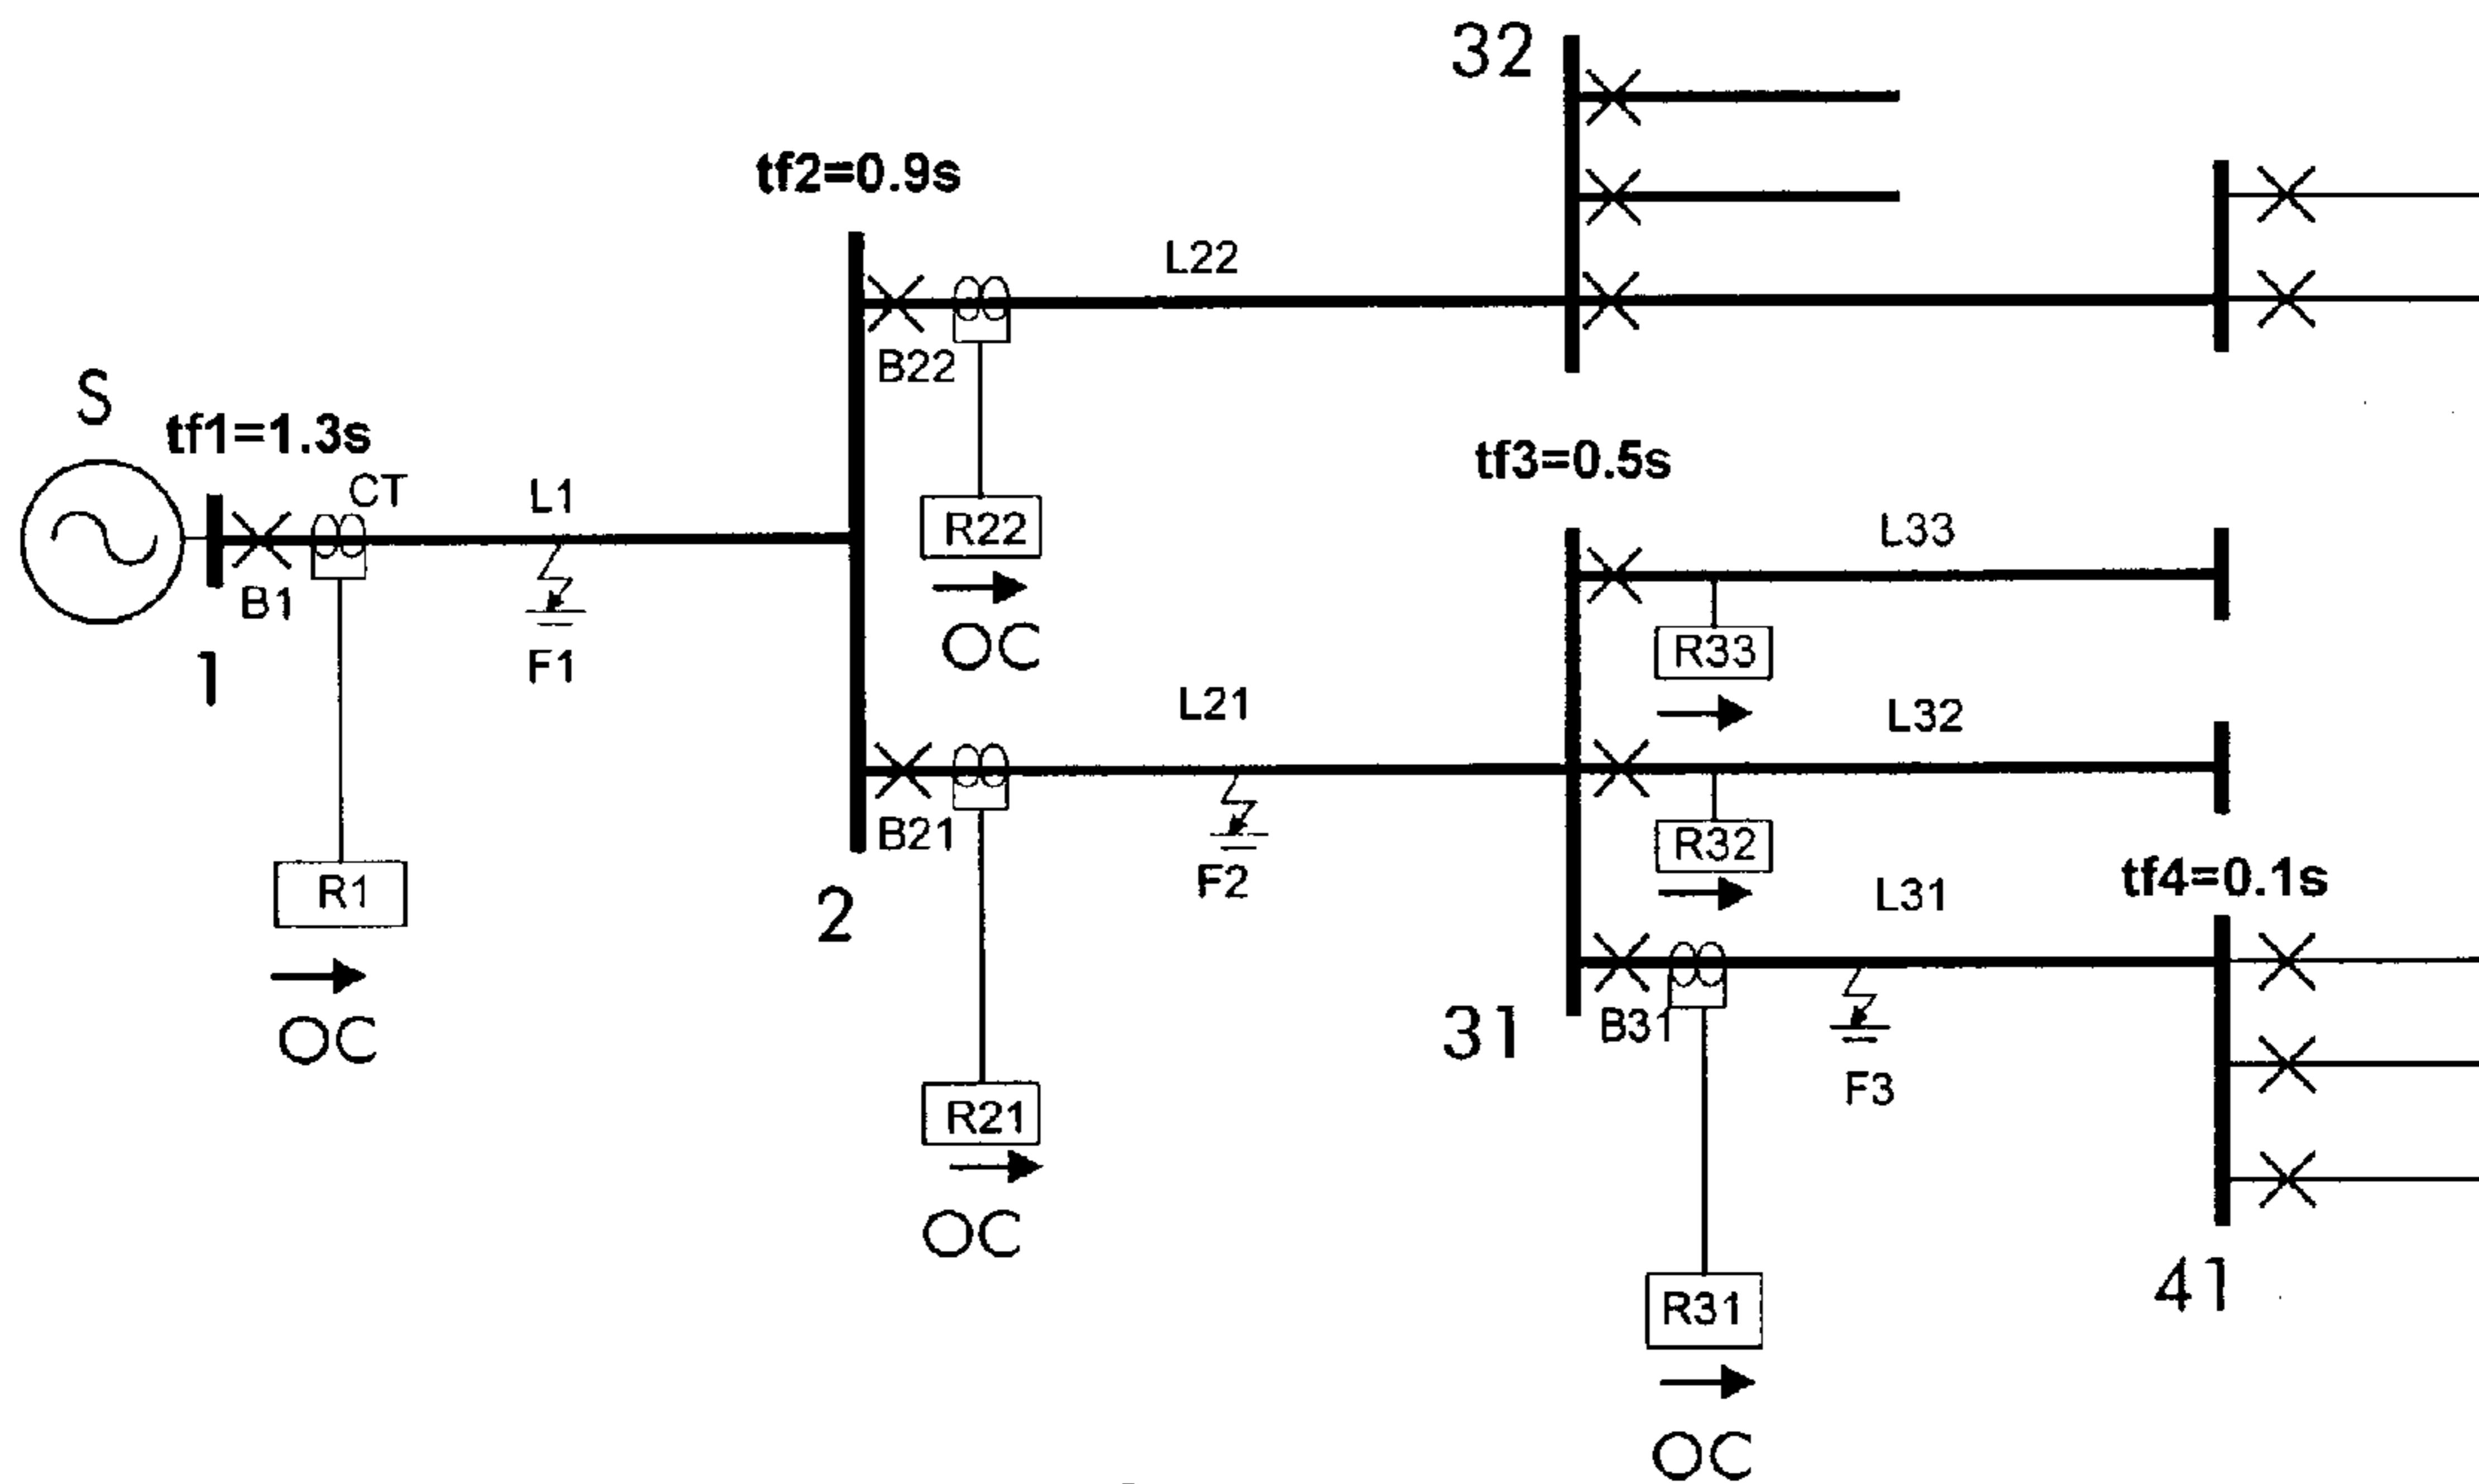 32
tf2=0.9s
L22
B22
S
tf1=1.3s
CT
L1
tf3=0.5s
R22
L33
B1
OC
F1
R33
1
L21
L32
B21
R32
F2
tf4=0.1s
R1
L31
2
OC
B31
31
F3
R21
OC
41
R31
OC